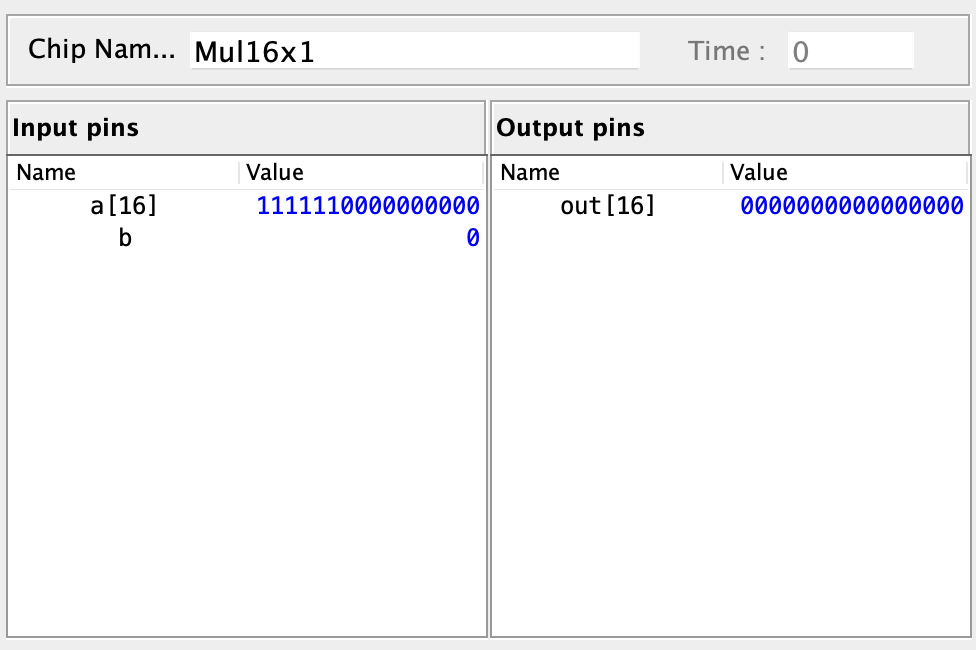 Chip Nam... Mul16x1 Time : 0
Input pins Output pins
Name Value Name Value
a[16] 1111110000000000 out[16] 0000000000000000
b 0